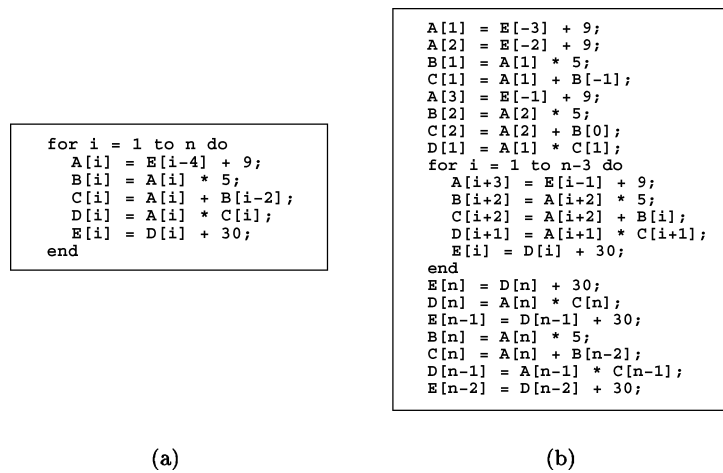 for i = 1 to n do
A[i] = E[i-4] + 9;
B[i] = A[i] * 5;
C[i] = A[i] + B[i-2];
D[i] = A[i] * C[i];
E[i] = D[i] + 30;
end
(a)
A[1] = E[-3] + 9;
A[2] = E[-2] + 9;
B[1] = A[1] * 5;
C[1] = A[1] + B[-1];
A[3] = E[-1] + 9;
B[2] = A[2] * 5;
C[2] = A[2] + B[0];
D[1] = A[1] * C[1];
for i = 1 to n-3 do
A[i+3] = E[i-1] + 9;
B[i+2] = A[i+2] * 5;
C[i+2] = A[i+2] + B[i];
D[i+1] = A[i+1] * C[i+1];
E[i] = D[i] + 30;
end
E[n] = D[n] + 30;
D[n] = A[n] * C[n];
E[n-1] = D[n-1] + 30;
B[n] = A[n] * 5;
C[n] = A[n] + B[n-2];
D[n-1] = A[n-1] * C[n-1];
E[n-2] = D[n-2] + 30;
(b)